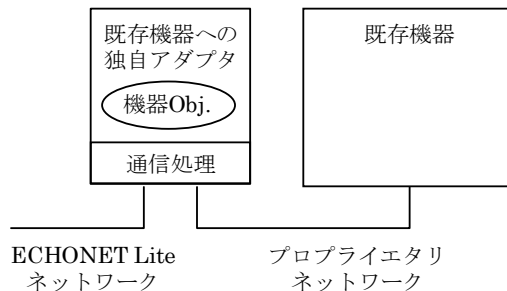 既存機器への
独自アダプタ
機器Obj.
通信処理
既存機器
ECHONET Lite
ネットワーク
プロプライエタリ
ネットワーク